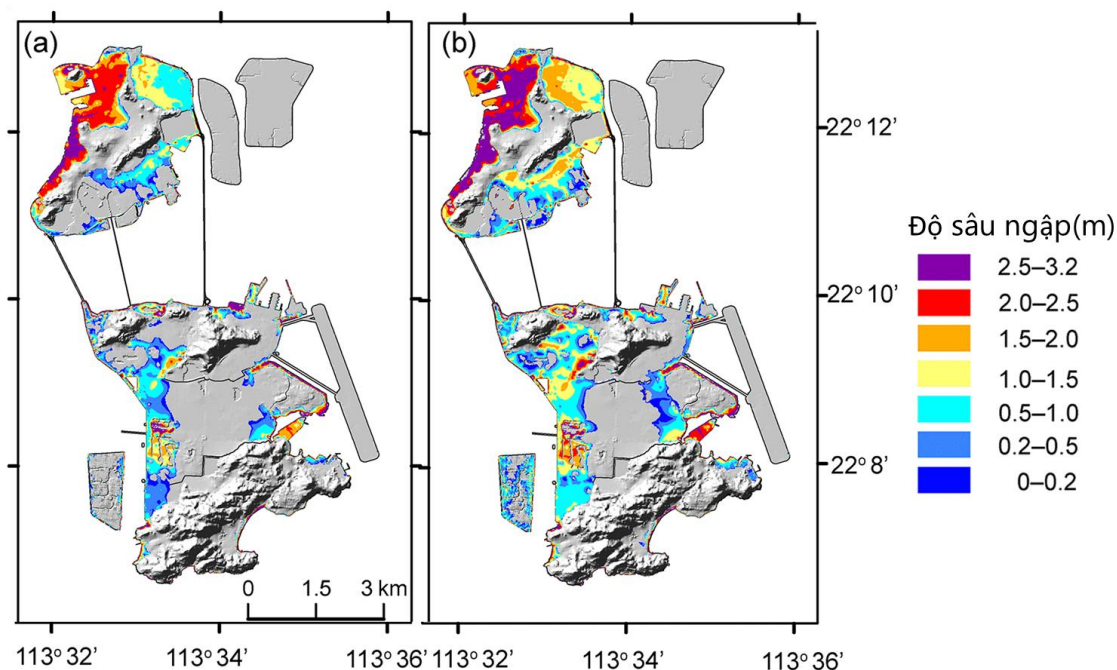 (a)
(b)
22° 12’
22° 10’
22° 8’
0 1.5 3 km
113° 32’ 113° 34’ 113° 36’
113° 32’ 113° 34’ 113° 36’
Độ sâu ngập(m)
2.5–3.2
2.0–2.5
1.5–2.0
1.0–1.5
0.5–1.0
0.2–0.5
0–0.2